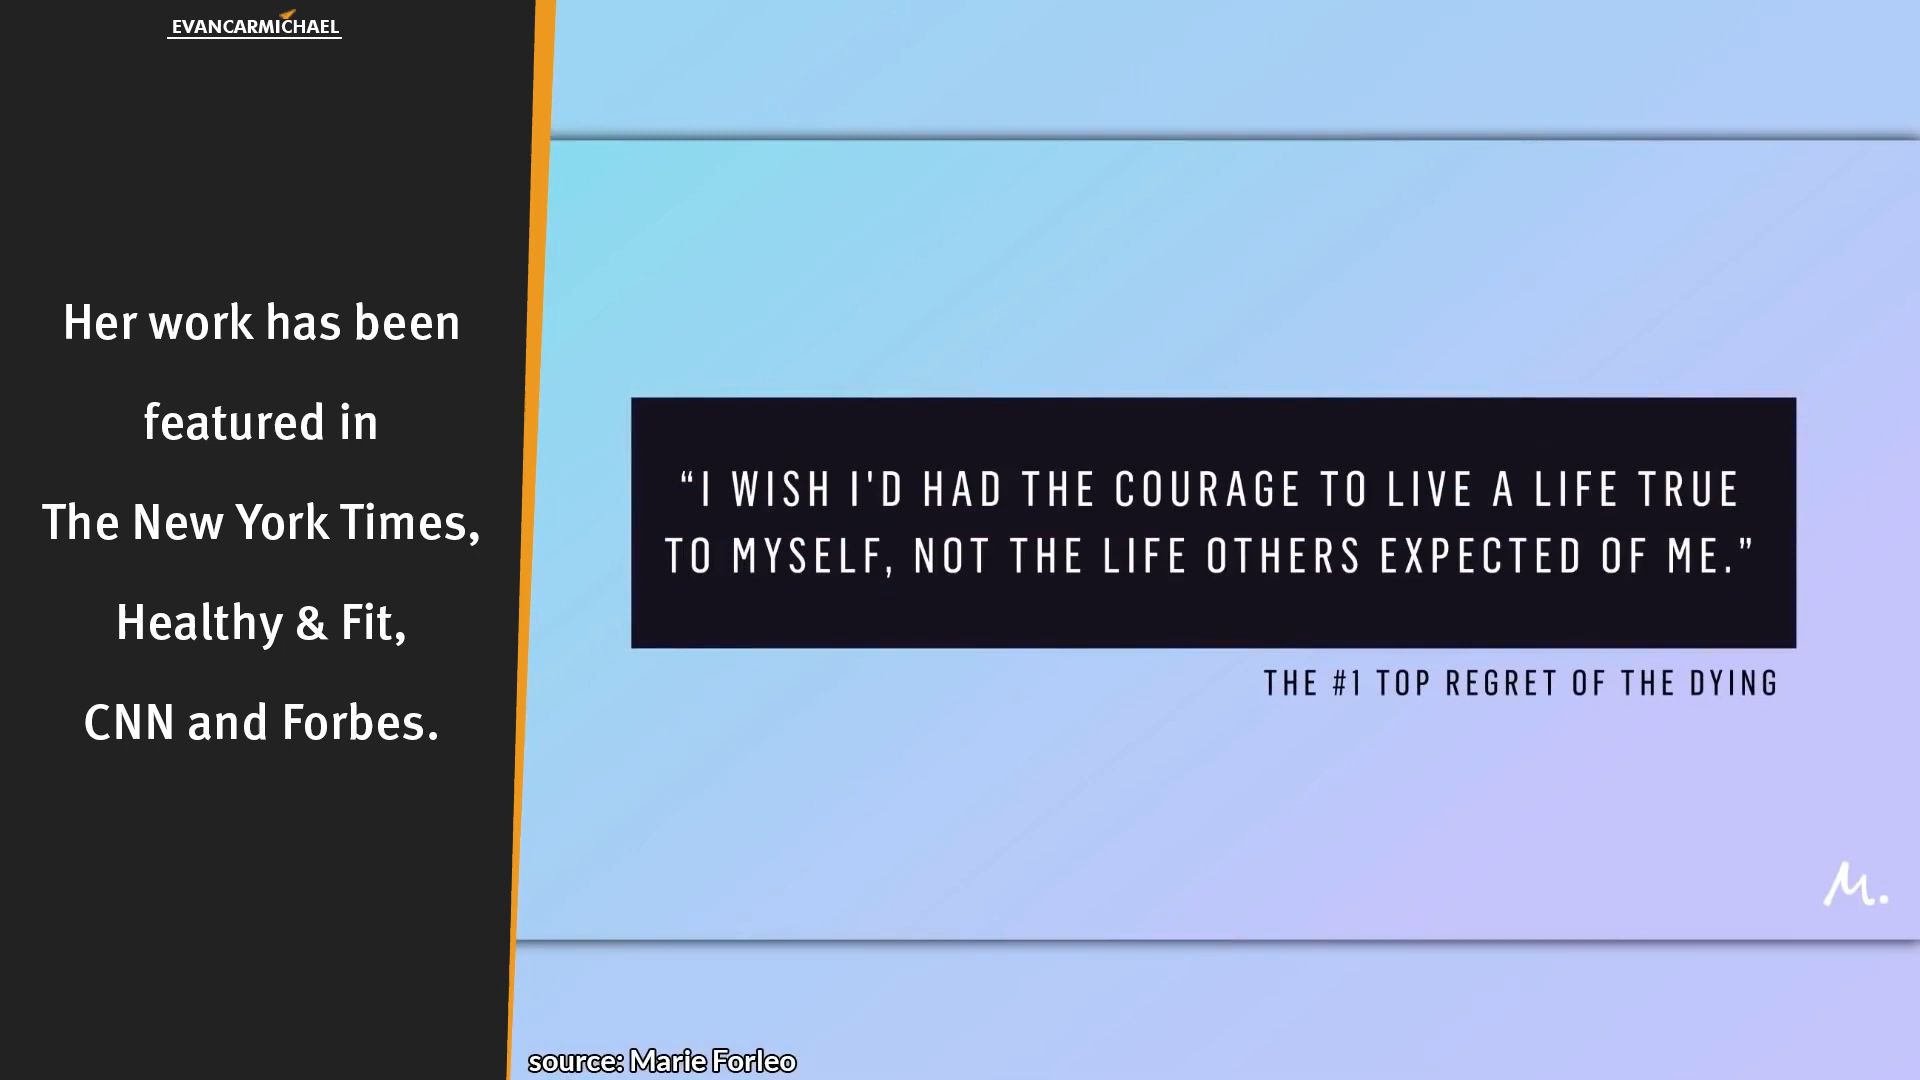 EVANCARMICHAEL
Her work has been
featured in
The New York Times,
Healthy & Fit,
CNN and Forbes.
“I WISH I'D HAD THE COURAGE TO LIVE A LIFE TRUE
TO MYSELF, NOT THE LIFE OTHERS EXPECTED OF ME.”
THE #1 TOP REGRET OF THE DYING
M.
source: Marie Forleo